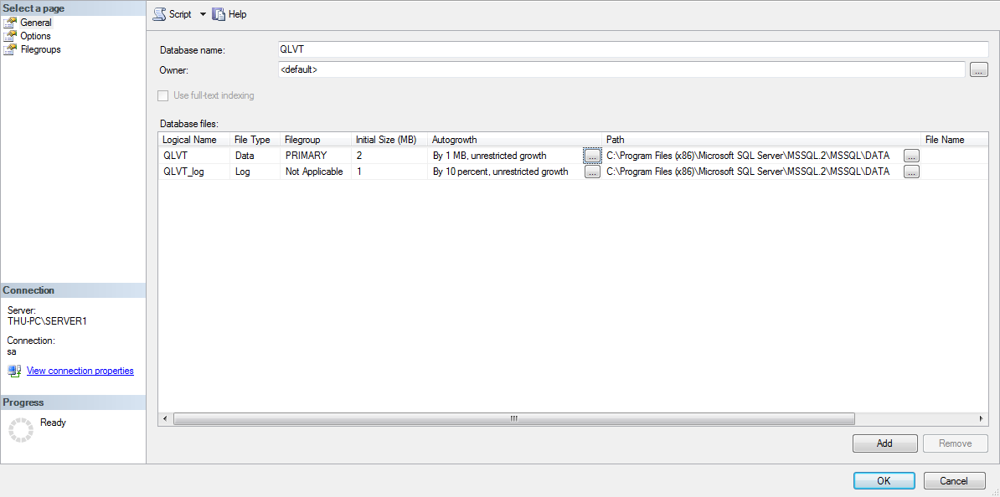 Select a page
General
Options
Filegroups
Script Help
Database name: QLVT
Owner: <default> ...
Use full-text indexing
Database files:
Logical Name File Type Filegroup Initial Size (MB) Autogrowth Path File Name
QLVT Data PRIMARY 2 By 1 MB, unrestricted growth ... C:\Program Files (x86)\Microsoft SQL Server\MSSQL.2\MSSQL\DATA ...
QLVT_log Log Not Applicable 1 By 10 percent, unrestricted growth ... C:\Program Files (x86)\Microsoft SQL Server\MSSQL.2\MSSQL\DATA ...
Connection
Server:
THU-PC\SERVER1
Connection:
sa
View connection properties
Progress
Ready
Add Remove
OK Cancel